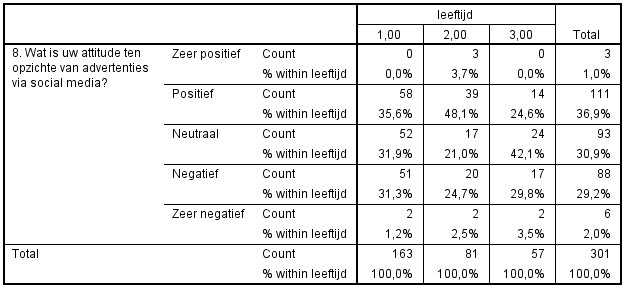 leeftijd
1,00 2,00 3,00 Total
8. Wat is uw attitude ten opzichte van advertenties via social media? Zeer positief Count 0 3 0 3
% within leeftijd 0,0% 3,7% 0,0% 1,0%
Positief Count 58 39 14 111
% within leeftijd 35,6% 48,1% 24,6% 36,9%
Neutraal Count 52 17 24 93
% within leeftijd 31,9% 21,0% 42,1% 30,9%
Negatief Count 51 20 17 88
% within leeftijd 31,3% 24,7% 29,8% 29,2%
Zeer negatief Count 2 2 2 6
% within leeftijd 1,2% 2,5% 3,5% 2,0%
Total Count 163 81 57 301
% within leeftijd 100,0% 100,0% 100,0% 100,0%